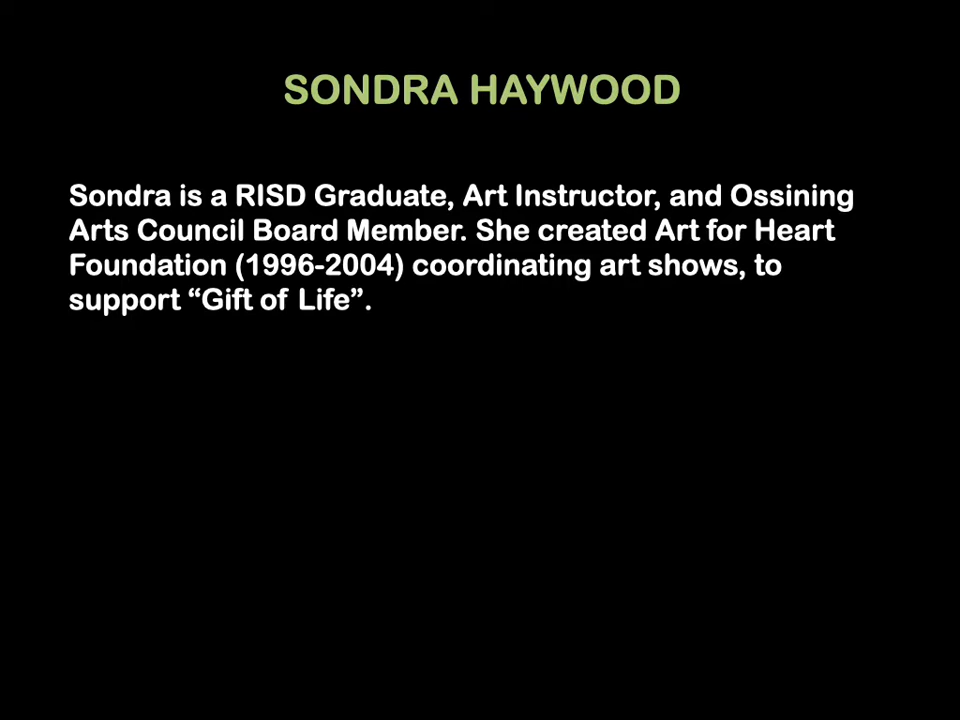 SONDRA HAYWOOD
Sondra is a RISD Graduate, Art Instructor, and Ossining
Arts Council Board Member. She created Art for Heart
Foundation (1996-2004) coordinating art shows, to
support “Gift of Life”.